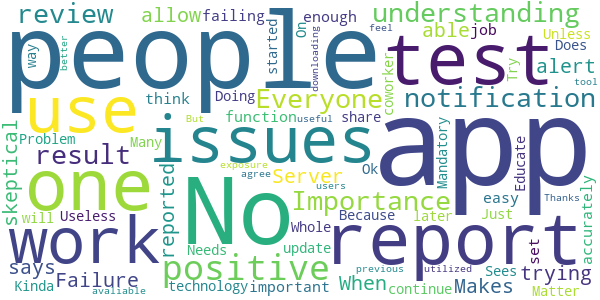 review allow failing enough understanding
people started On
way better downloading feel
able job Does
test Try Unless
alert tool
think Doing Everyone coworker
use notification
function useful share
issues app
skeptical Problem Many But
result Server Ok
Mandatory Educate accurately
exposure agree users
one No Importance easy
says will Useless reported
Whole Because later Just set Thanks
work positive Needs update report
technology important When continue
previous utilized Sees trying
Kinda Failure available Makes Matter